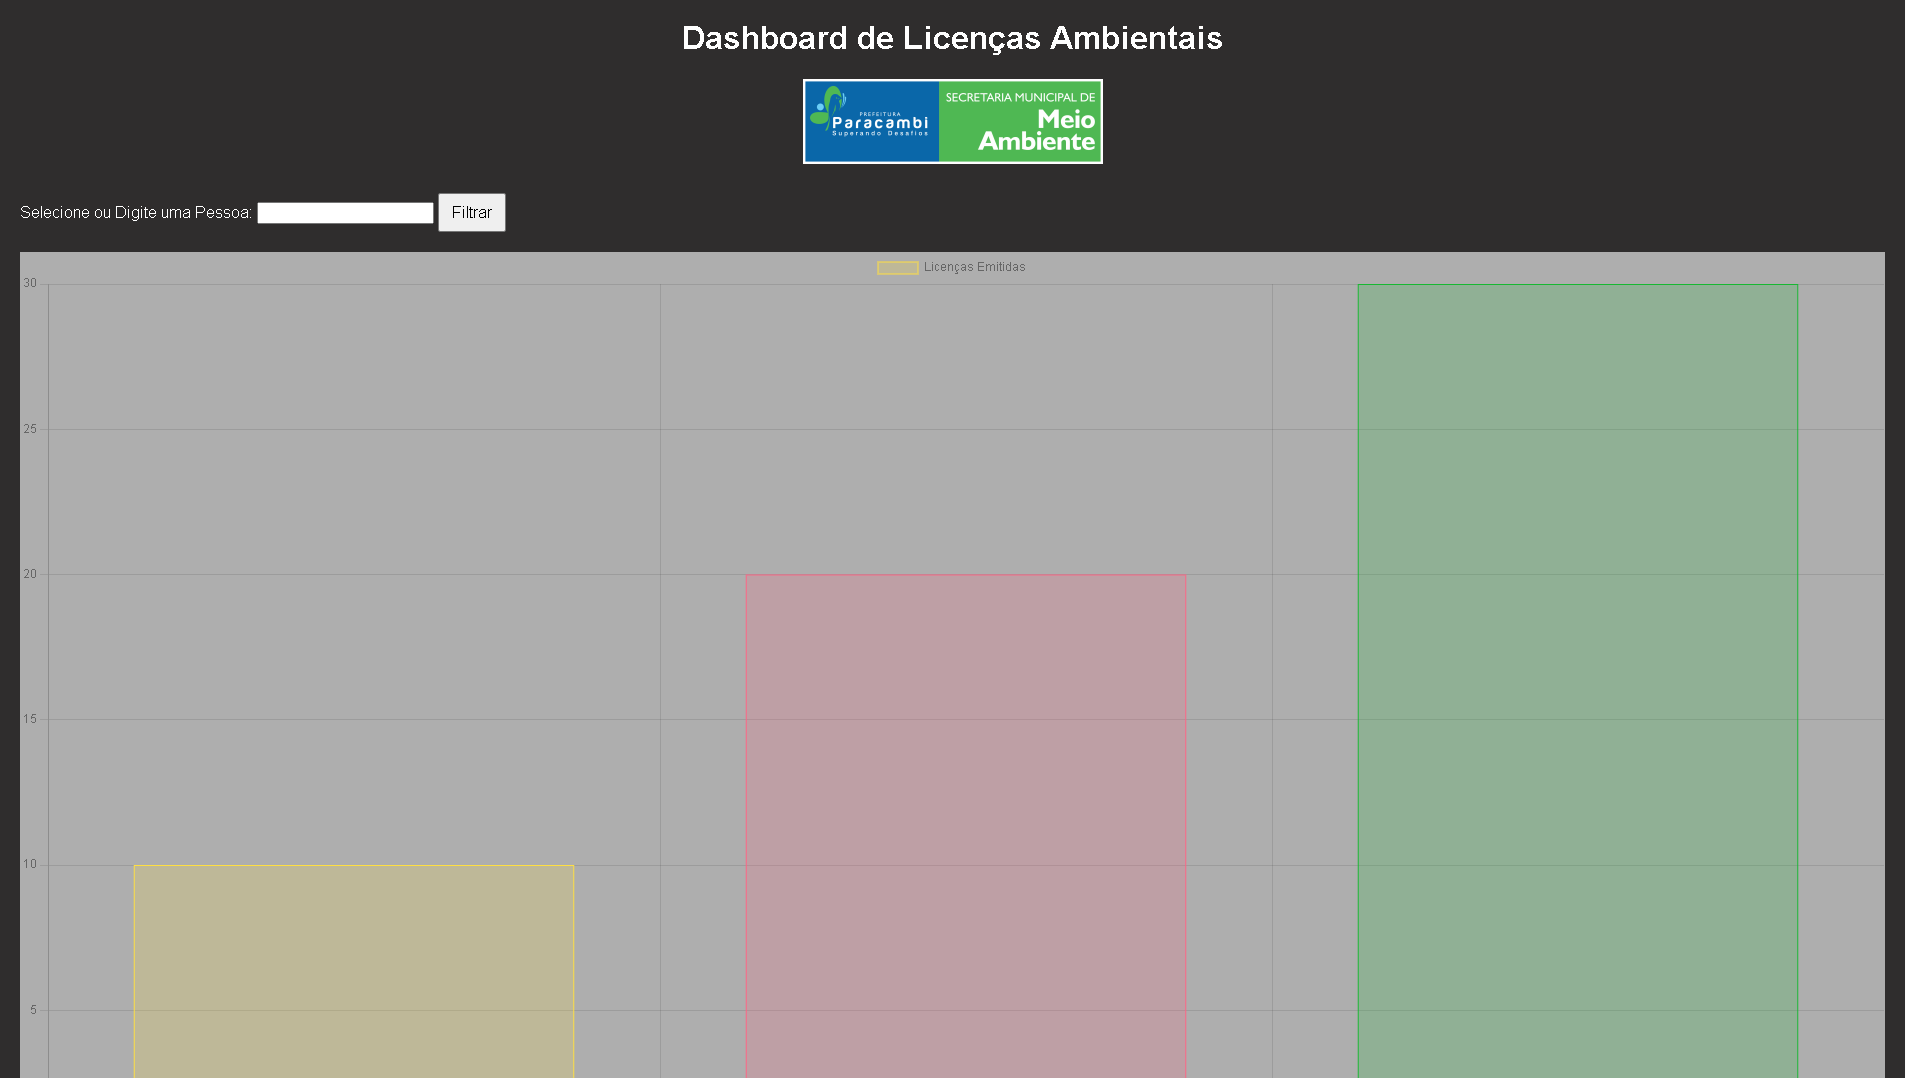 Dashboard de Licenças Ambientais
PREFEITURA
Paracambi
Superando Desafios
SECRETARIA MUNICIPAL DE
Meio
Ambiente
Selecione ou Digite uma Pessoa: Filtrar
Licenças Emitidas
30
25
20
15
10
5